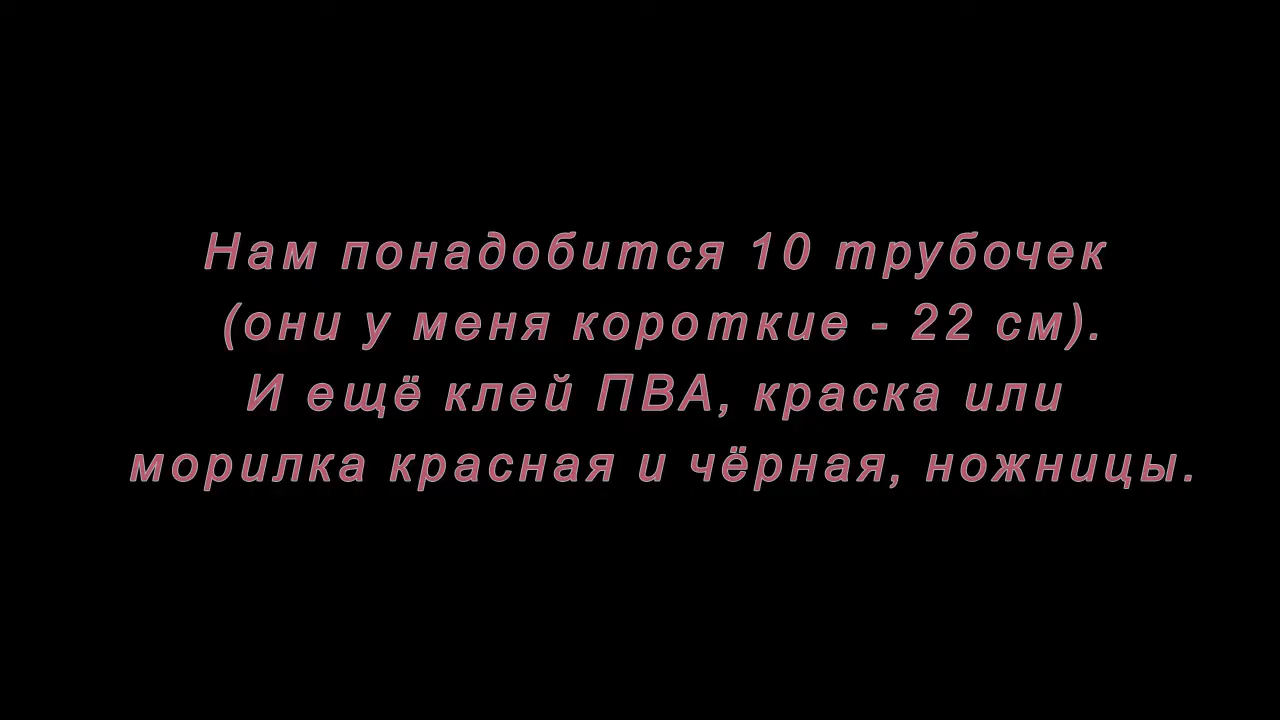 Нам понадобится 10 трубочек
(они у меня короткие - 22 см).
И ещё клей ПВА, краска или
морилка красная и чёрная, ножницы.